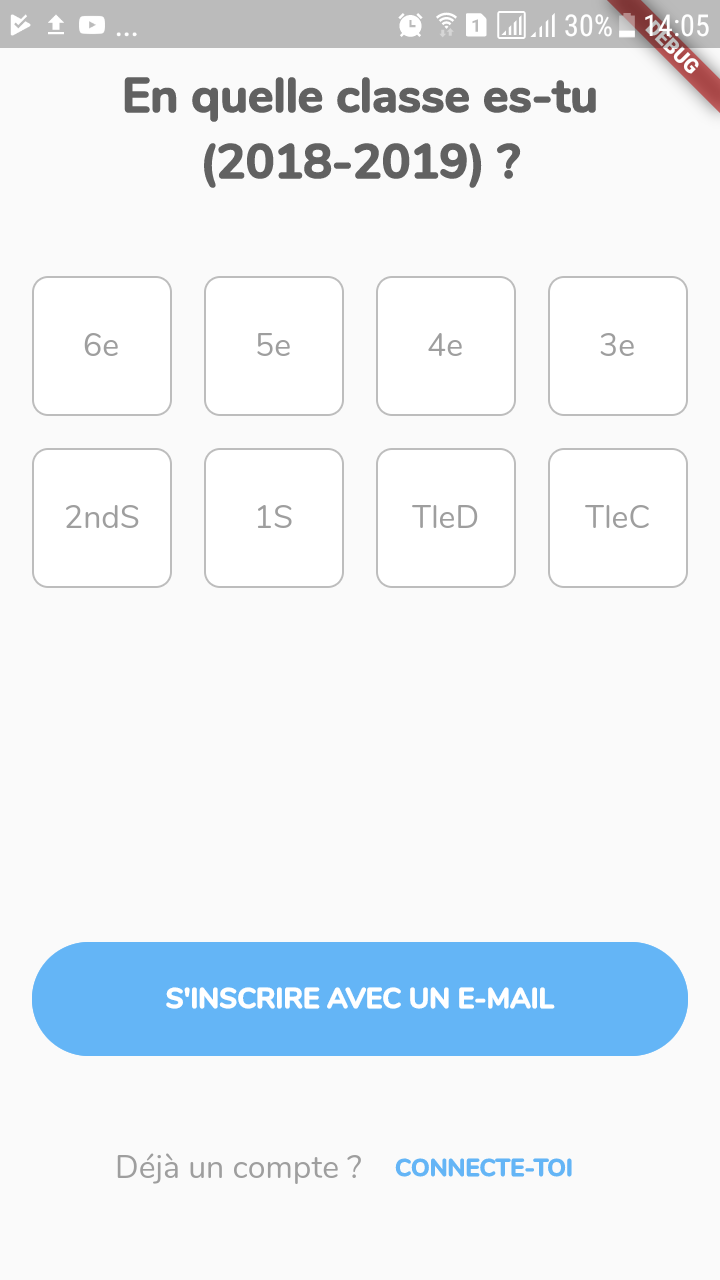 ... 1 30% 14:05
DEBUG
En quelle classe es-tu
(2018-2019) ?
6e 5e 4e 3e
2ndS 1S TleD TleC
S'INSCRIRE AVEC UN E-MAIL
Déjà un compte ? CONNECTE-TOI